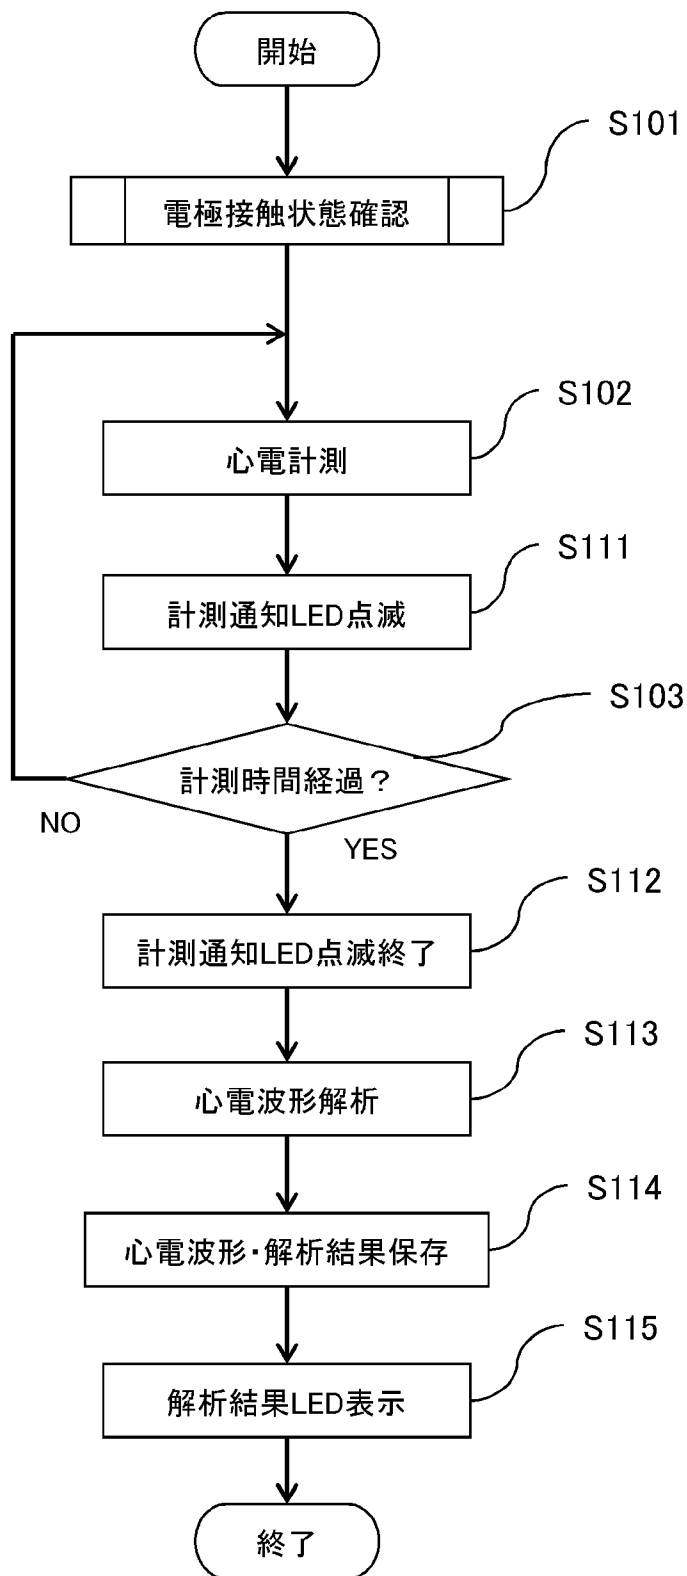 開始
S101
電極接触状態確認
S102
心電計測
S111
計測通知LED点滅
S103
計測時間経過？
NO
YES
S112
計測通知LED点滅終了
S113
心電波形解析
S114
心電波形・解析結果保存
S115
解析結果LED表示
終了